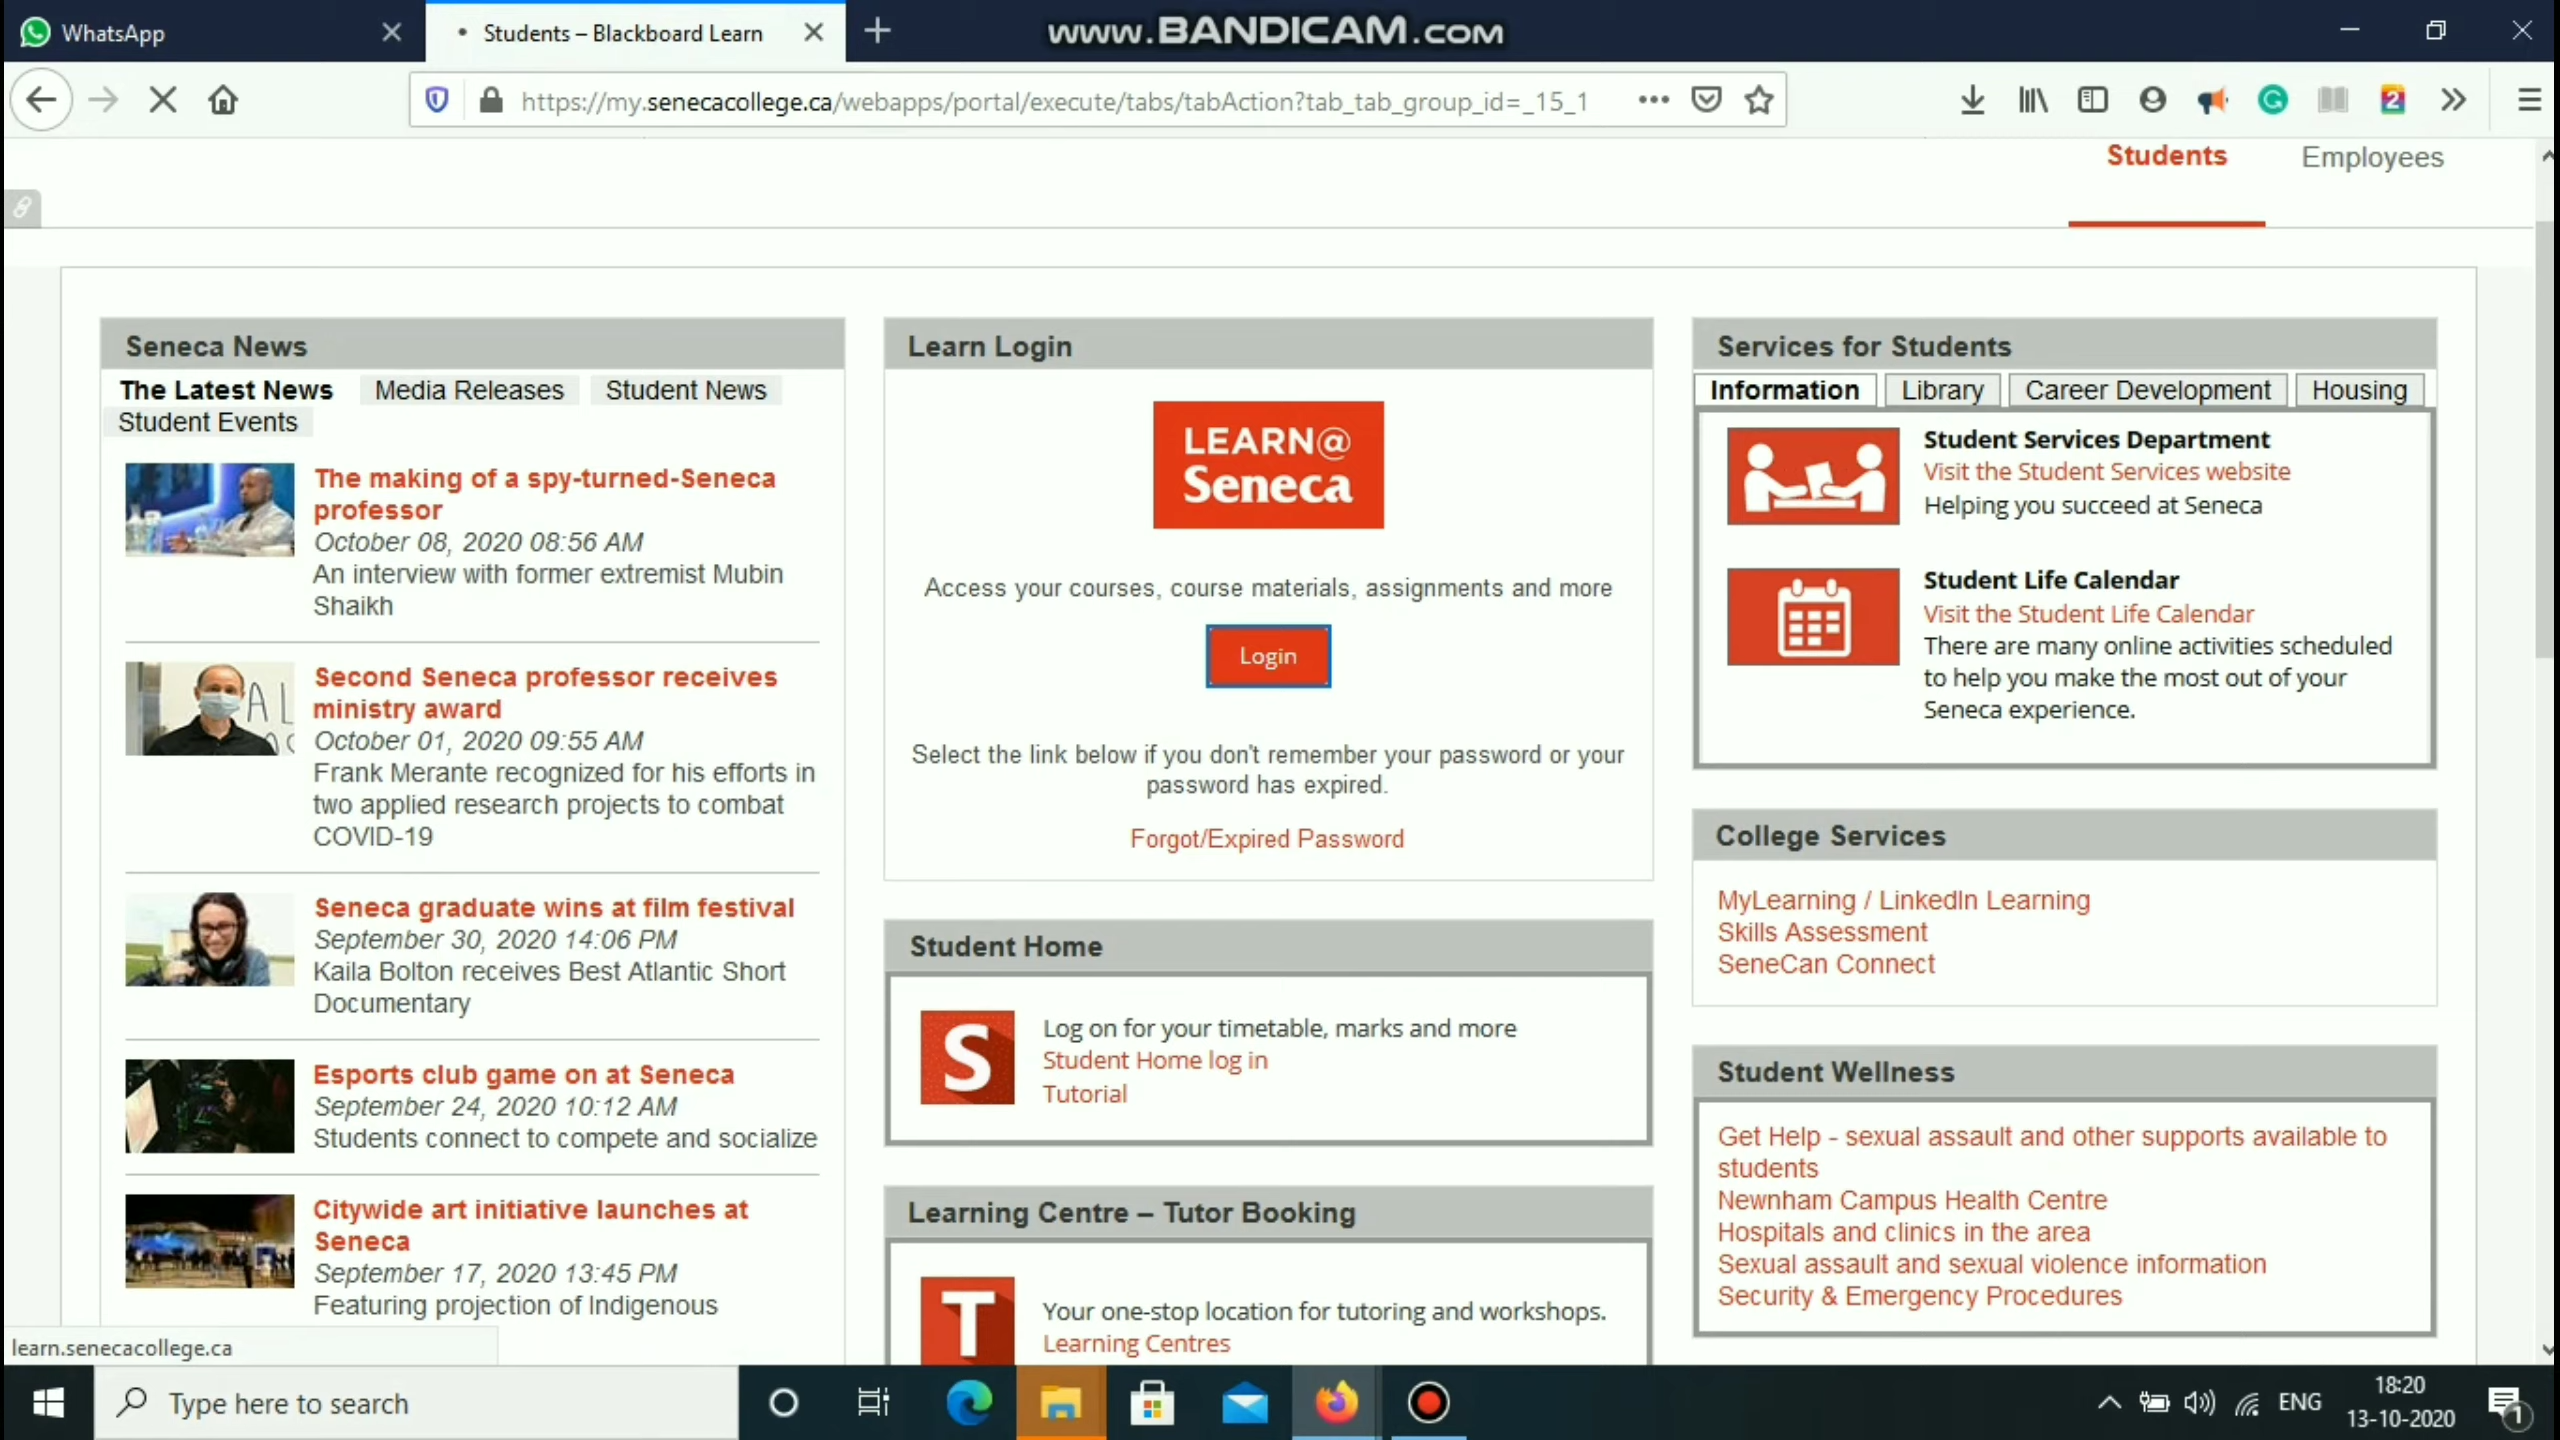 WhatsApp
Students – Blackboard Learn
www.BANDICAM.com
https://my.senecacollege.ca/webapps/portal/execute/tabs/tabAction?tab_tab_group_id=_15_1
2
Students
Employees
Seneca News
The Latest News
Media Releases
Student News
Student Events
The making of a spy-turned-Seneca
professor
October 08, 2020 08:56 AM
An interview with former extremist Mubin
Shaikh
Second Seneca professor receives
ministry award
October 01, 2020 09:55 AM
Frank Merante recognized for his efforts in
two applied research projects to combat
COVID-19
Seneca graduate wins at film festival
September 30, 2020 14:06 PM
Kaila Bolton receives Best Atlantic Short
Documentary
Esports club game on at Seneca
September 24, 2020 10:12 AM
Students connect to compete and socialize
Citywide art initiative launches at
Seneca
September 17, 2020 13:45 PM
Featuring projection of Indigenous
Learn Login
LEARN@
Seneca
Access your courses, course materials, assignments and more
Login
Select the link below if you don't remember your password or your
password has expired.
Forgot/Expired Password
Student Home
S
Log on for your timetable, marks and more
Student Home log in
Tutorial
Learning Centre – Tutor Booking
T
Your one-stop location for tutoring and workshops.
Learning Centres
Services for Students
Information
Library
Career Development
Housing
Student Services Department
Visit the Student Services website
Helping you succeed at Seneca
Student Life Calendar
Visit the Student Life Calendar
There are many online activities scheduled
to help you make the most out of your
Seneca experience.
College Services
MyLearning / LinkedIn Learning
Skills Assessment
SeneCan Connect
Student Wellness
Get Help - sexual assault and other supports available to
students
Newnham Campus Health Centre
Hospitals and clinics in the area
Sexual assault and sexual violence information
Security & Emergency Procedures
learn.senecacollege.ca
Type here to search
ENG
18:20
13-10-2020
1